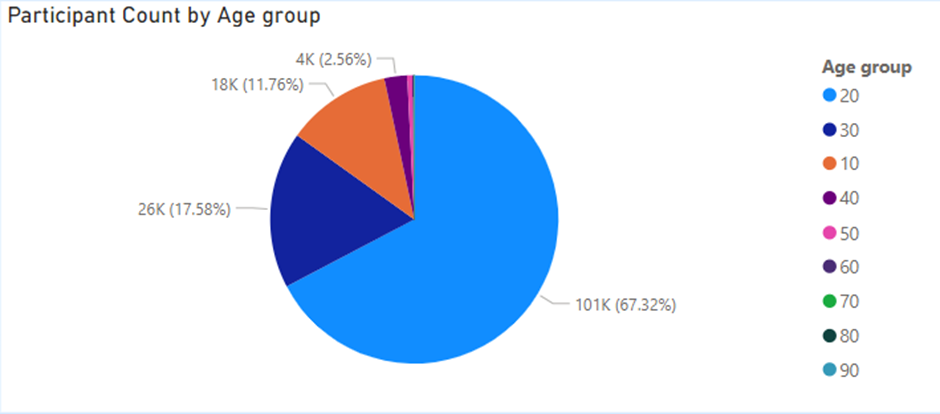 Participant Count by Age group
4K (2.56%)
18K (11.76%)
26K (17.58%)
101K (67.32%)
Age group
20
30
10
40
50
60
70
80
90